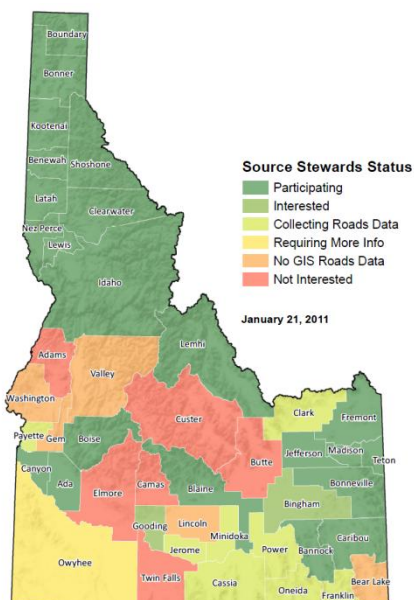 Boundary
Bonner
Kootenai
Benewah
Shoshone
Latah
Clearwater
Nez Perce
Lewis
Idaho
Source Stewards Status
Participating
Interested
Collecting Roads Data
Requiring More Info
No GIS Roads Data
Not Interested
January 21, 2011
Lemhi
Adams
Valley
Washington
Custer
Clark
Fremont
Payette
Gem
Boise
Butte
Jefferson
Madison
Teton
Canyon
Ada
Elmore
Camas
Blaine
Bonneville
Bingham
Gooding
Lincoln
Minidoka
Jerome
Power
Bannock
Caribou
Owyhee
Twin Falls
Cassia
Oneida
Franklin
Bear Lake